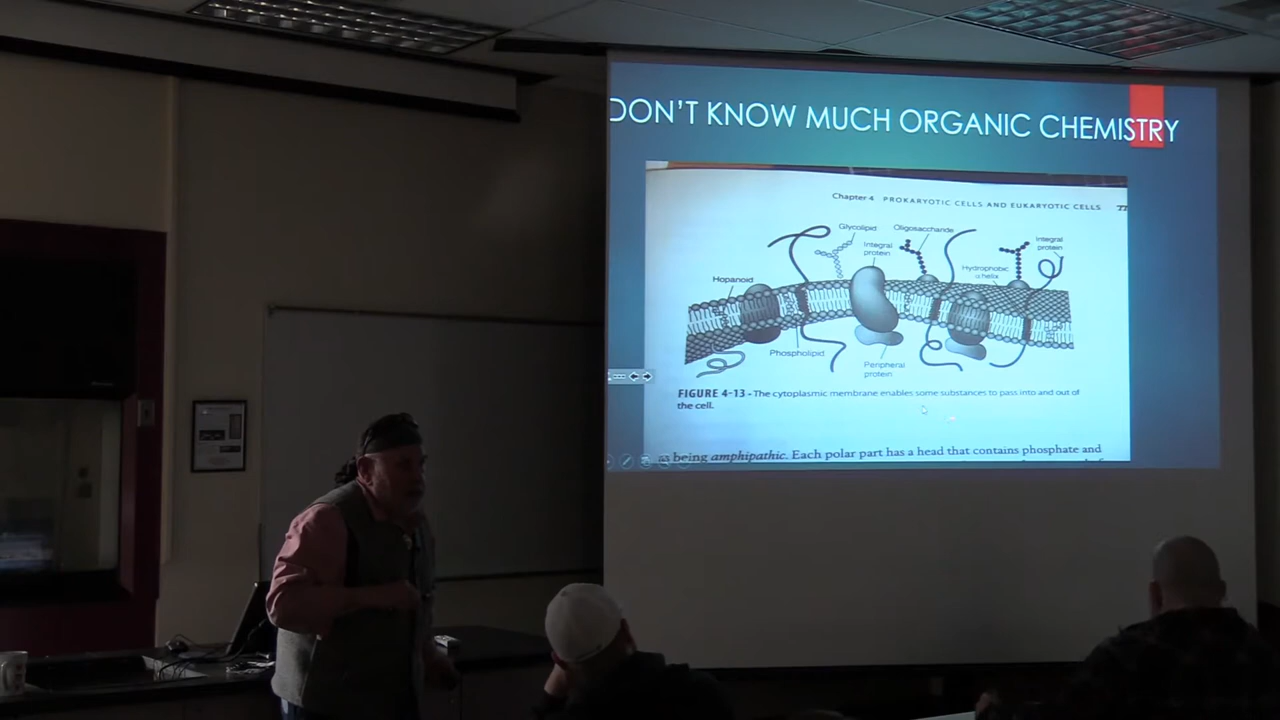 DON'T KNOW MUCH ORGANIC CHEMISTRY
Chapter 4 PROKARYOTIC CELLS AND EUKARYOTIC CELLS 77
Glycolipid
Oligosaccharide
Integral
protein
Integral
protein
Hydrophobic
α helix
Hopanoid
Phospholipid
Peripheral
protein
FIGURE 4-13 - The cytoplasmic membrane enables some substances to pass into and out of
the cell.
as being amphipathic. Each polar part has a head that contains phosphate and